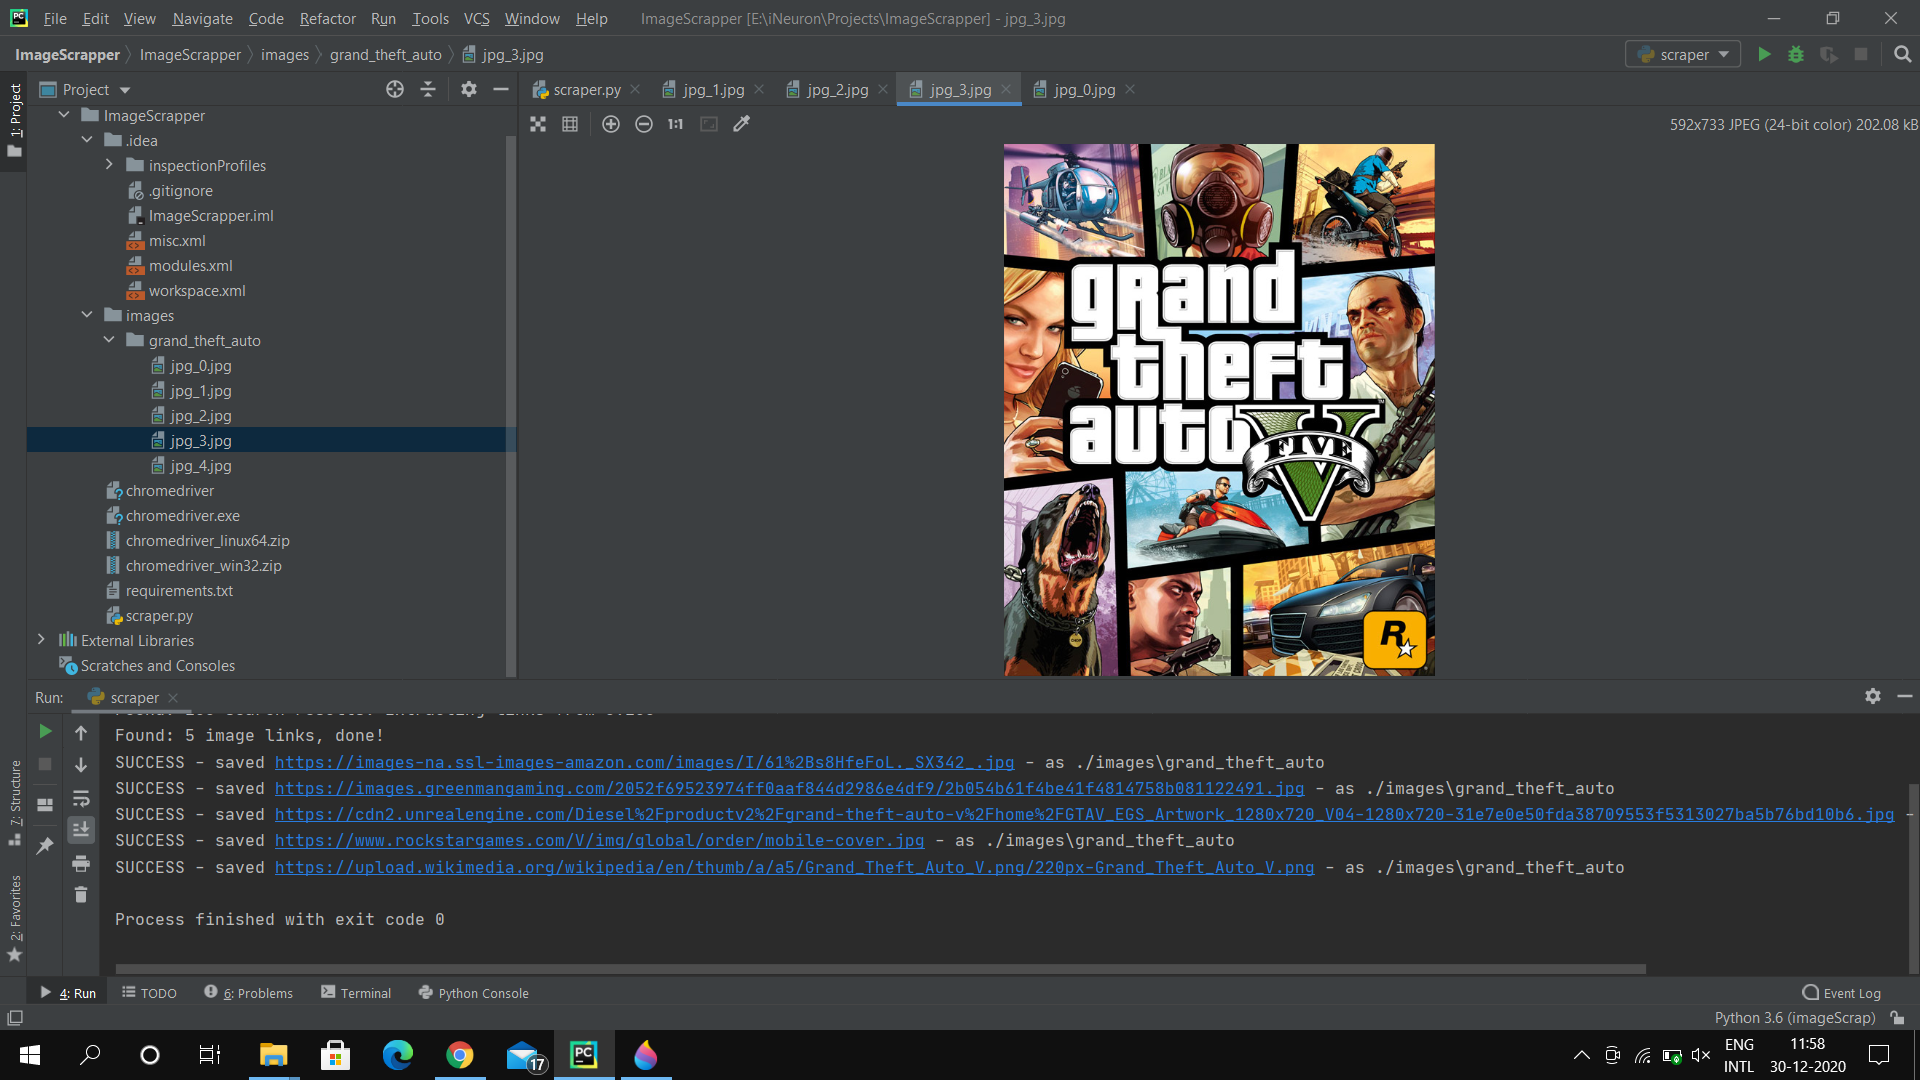 File Edit View Navigate Code Refactor Run Tools VCS Window Help ImageScrapper [E:\iNeuron\Projects\ImageScrapper] - jpg_3.jpg
ImageScrapper ImageScrapper images grand_theft_auto jpg_3.jpg scraper
1: Project
Project
scraper.py jpg_1.jpg jpg_2.jpg jpg_3.jpg jpg_0.jpg
1:1
592x733 JPEG (24-bit color) 202.08 kB
ImageScrapper
.idea
inspectionProfiles
.gitignore
ImageScrapper.iml
misc.xml
modules.xml
workspace.xml
images
grand_theft_auto
jpg_0.jpg
jpg_1.jpg
jpg_2.jpg
jpg_3.jpg
jpg_4.jpg
chromedriver
chromedriver.exe
chromedriver_linux64.zip
chromedriver_win32.zip
requirements.txt
scraper.py
External Libraries
Scratches and Consoles
grand
theft
auto V
FIVE
R
Run: scraper
Found: 5 image links, done!
SUCCESS - saved https://images-na.ssl-images-amazon.com/images/I/61%2Bs8HfeFoL._SX342_.jpg - as ./images\grand_theft_auto
SUCCESS - saved https://images.greenmangaming.com/2052f69523974ff0aaf844d2986e4df9/2b054b61f4be41f4814758b081122491.jpg - as ./images\grand_theft_auto
SUCCESS - saved https://cdn2.unrealengine.com/Diesel%2Fproductv2%2Fgrand-theft-auto-v%2Fhome%2FGTAV_EGS_Artwork_1280x720_V04-1280x720-31e7e0e50fda38709553f5313027ba5b76bd10b6.jpg -
SUCCESS - saved https://www.rockstargames.com/V/img/global/order/mobile-cover.jpg - as ./images\grand_theft_auto
SUCCESS - saved https://upload.wikimedia.org/wikipedia/en/thumb/a/a5/Grand_Theft_Auto_V.png/220px-Grand_Theft_Auto_V.png - as ./images\grand_theft_auto
Process finished with exit code 0
7: Structure
2: Favorites
4: Run TODO 6: Problems Terminal Python Console Event Log
Python 3.6 (imageScrap)
17
PC
ENG 11:58
INTL 30-12-2020